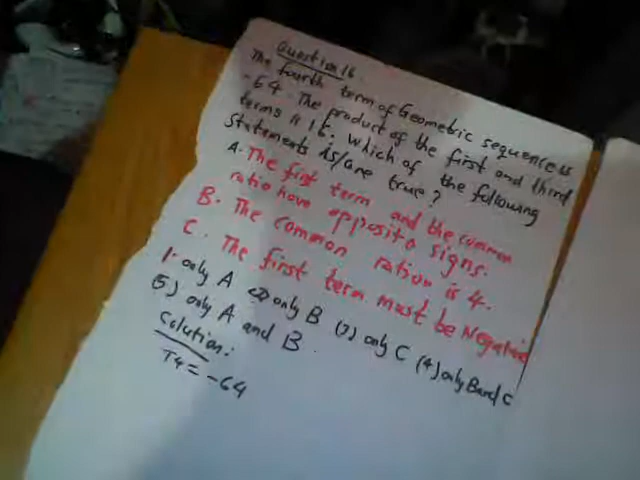 Question 16.
The fourth term of Geometric sequence is
-64. The product of the first and third
terms is 16. Which of the following
statements is/are true?
A. The first term and the common
ratio have opposite signs.
B. The common ration is 4.
C. The first term must be Negative
1. only A (2) only B (3) only C (4) only B and C
(5) only A and B.
Solution:
T4 = -64